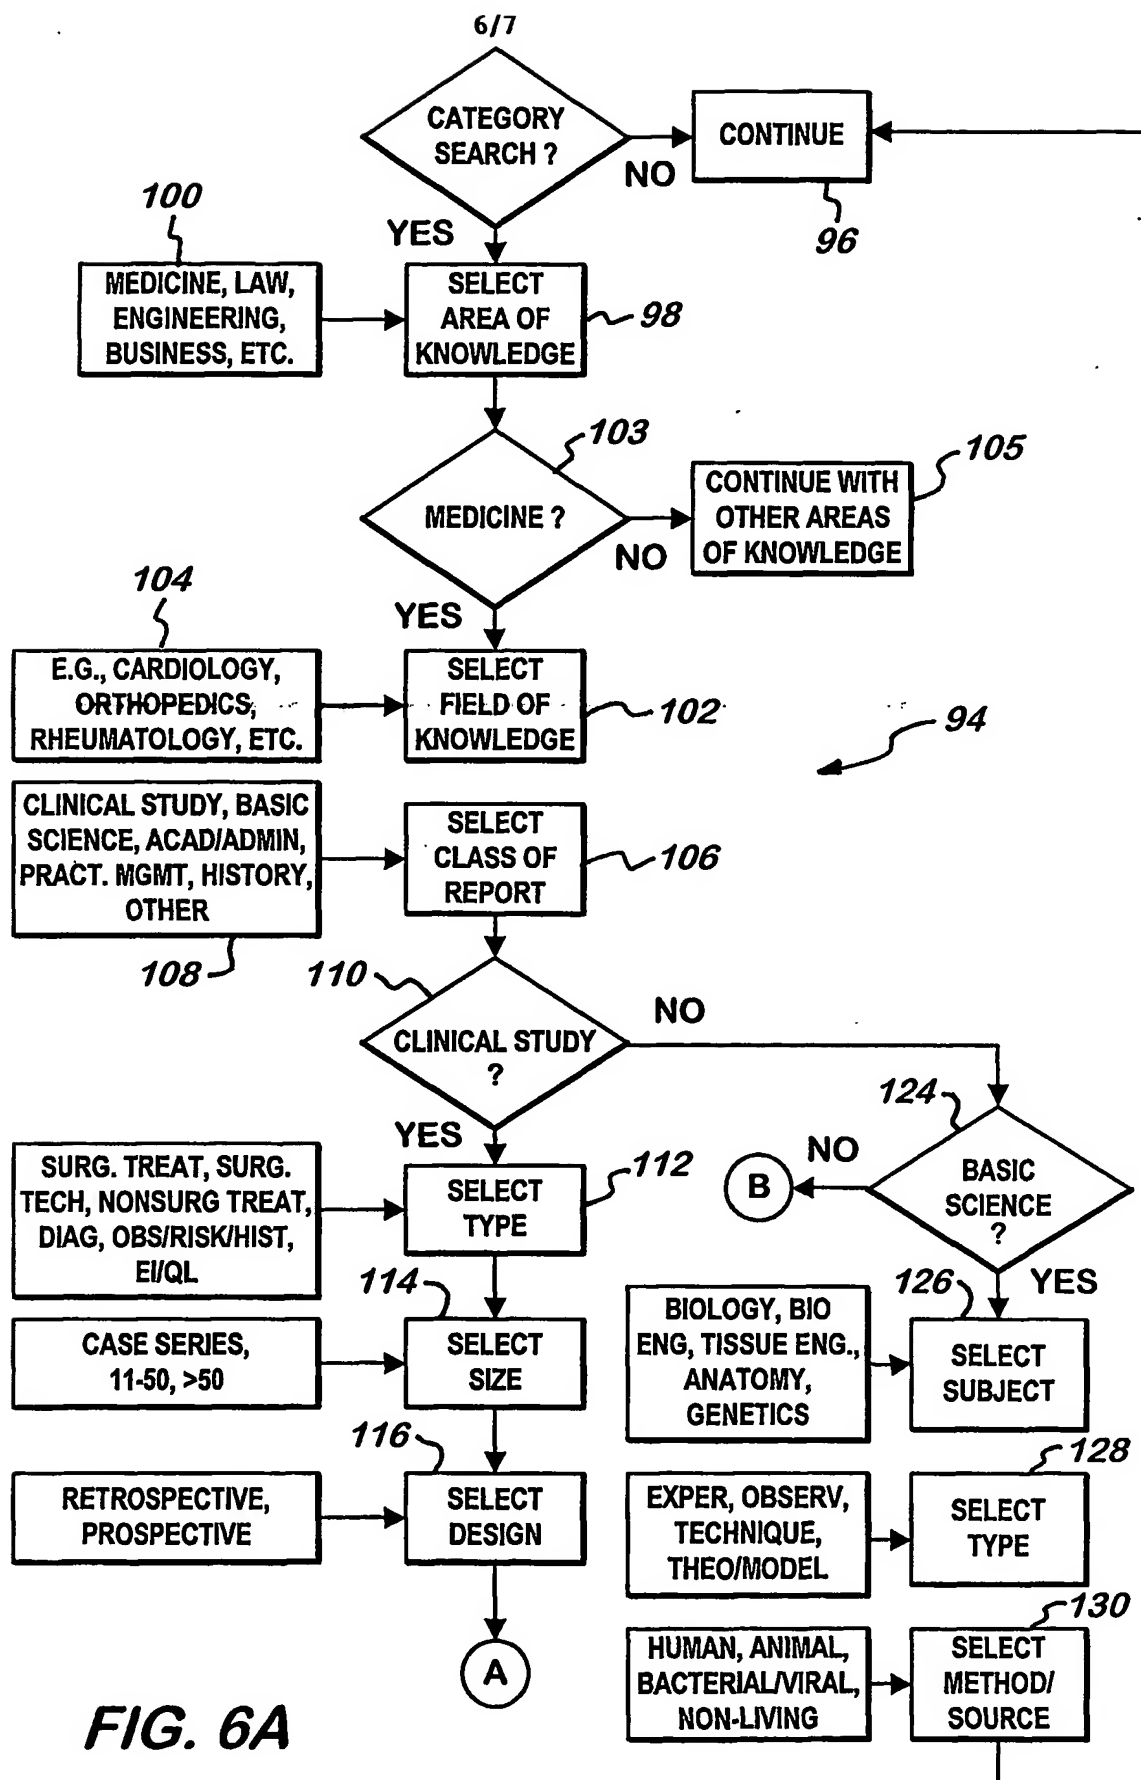 6/7
CATEGORY
SEARCH ?
CONTINUE
NO
96
YES
100
MEDICINE, LAW,
ENGINEERING,
BUSINESS, ETC.
SELECT
AREA OF
KNOWLEDGE
98
103
MEDICINE ?
NO
105
CONTINUE WITH
OTHER AREAS
OF KNOWLEDGE
YES
104
E.G., CARDIOLOGY,
ORTHOPEDICS,
RHEUMATOLOGY, ETC.
SELECT
FIELD OF
KNOWLEDGE
102
94
CLINICAL STUDY, BASIC
SCIENCE, ACAD/ADMIN,
PRACT. MGMT, HISTORY,
OTHER
108
SELECT
CLASS OF
REPORT
106
110
CLINICAL STUDY
?
NO
YES
124
BASIC
SCIENCE
?
NO
B
YES
SURG. TREAT, SURG.
TECH, NONSURG TREAT,
DIAG, OBS/RISK/HIST,
EI/QL
SELECT
TYPE
112
114
CASE SERIES,
11-50, >50
SELECT
SIZE
126
BIOLOGY, BIO
ENG, TISSUE ENG.,
ANATOMY,
GENETICS
SELECT
SUBJECT
116
RETROSPECTIVE,
PROSPECTIVE
SELECT
DESIGN
128
EXPER, OBSERV,
TECHNIQUE,
THEO/MODEL
SELECT
TYPE
130
HUMAN, ANIMAL,
BACTERIAL/VIRAL,
NON-LIVING
SELECT
METHOD/
SOURCE
A
FIG. 6A